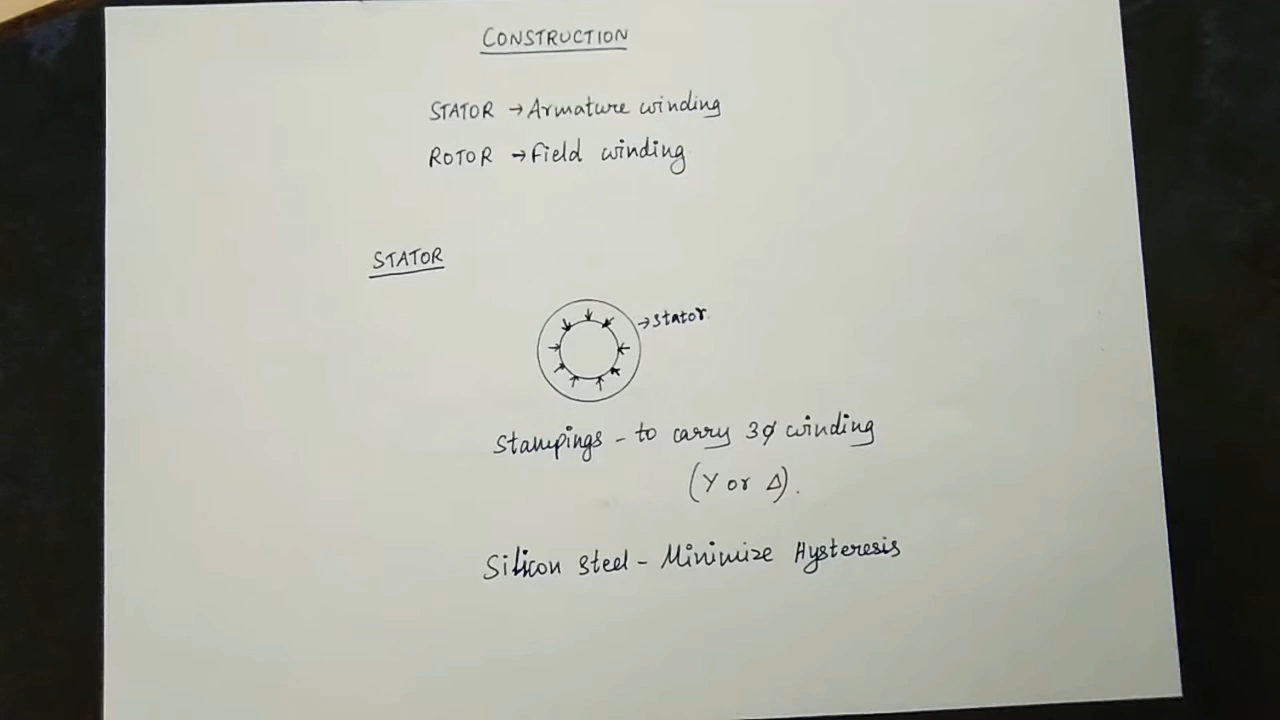 CONSTRUCTION
STATOR → Armature winding
ROTOR → Field winding
STATOR
→ stator
Stampings - to carry 3ϕ winding
(Y or Δ).
Silicon steel - Minimize Hysteresis